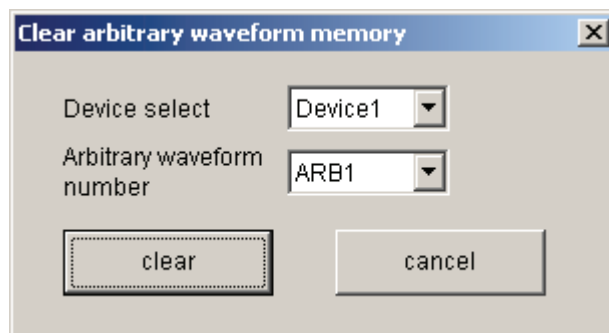 Clear arbitrary waveform memory
Device select
Device1
Arbitrary waveform
number
ARB1
clear
cancel